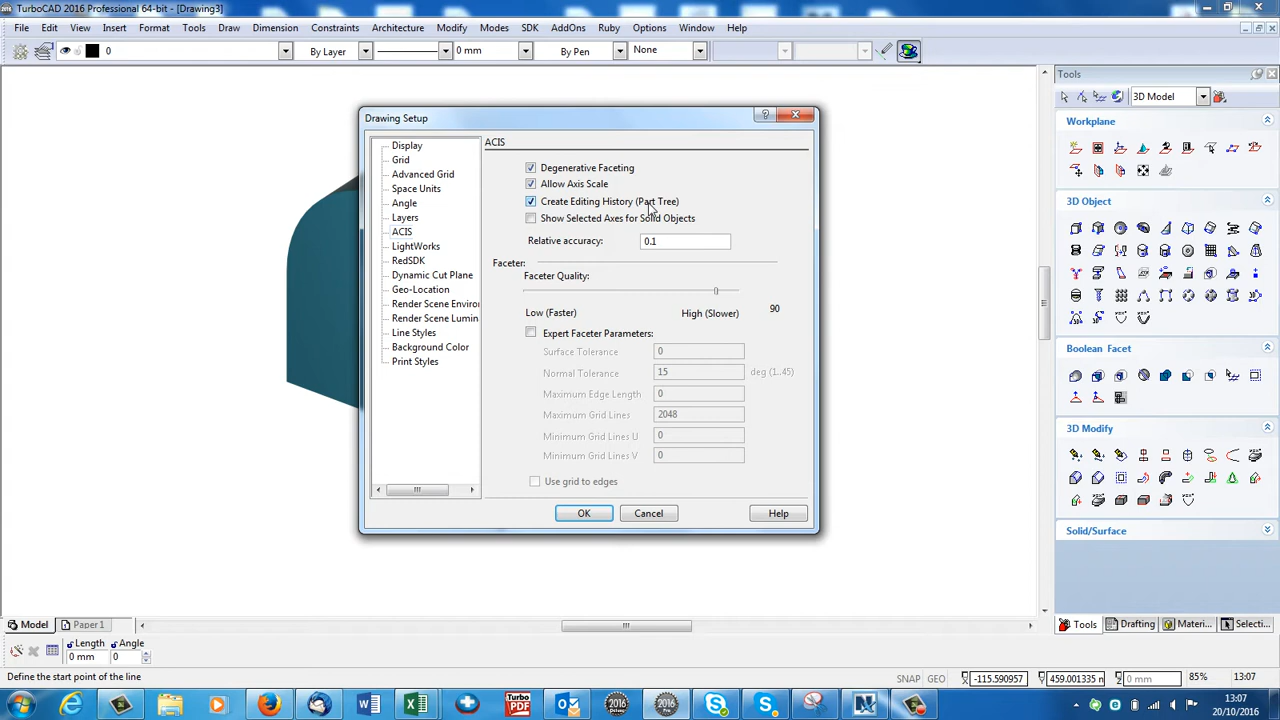 TurboCAD 2016 Professional 64-bit - [Drawing3]
File Edit View Insert Format Tools Draw Dimension Constraints Architecture Modify Modes SDK AddOns Ruby Options Window Help
0 By Layer 0 mm By Pen None
Tools
3D Model
Workplane
3D Object
Boolean Facet
3D Modify
Solid/Surface
Drawing Setup
Display
Grid
Advanced Grid
Space Units
Angle
Layers
ACIS
LightWorks
RedSDK
Dynamic Cut Plane
Geo-Location
Render Scene Enviro
Render Scene Lumin
Line Styles
Background Color
Print Styles
ACIS
Degenerative Faceting
Allow Axis Scale
Create Editing History (Part Tree)
Show Selected Axes for Solid Objects
Relative accuracy: 0.1
Faceter:
Faceter Quality:
Low (Faster) High (Slower) 90
Expert Faceter Parameters:
Surface Tolerance 0
Normal Tolerance 15 deg (1..45)
Maximum Edge Length 0
Maximum Grid Lines 2048
Minimum Grid Lines U 0
Minimum Grid Lines V 0
Use grid to edges
OK Cancel Help
Model Paper1
Tools Drafting Materi... Selecti...
Length Angle
0 mm 0
Define the start point of the line
SNAP GEO X -115.590957 Y 459.001335 n Z 0 mm 85% 13:07
13:07
20/10/2016